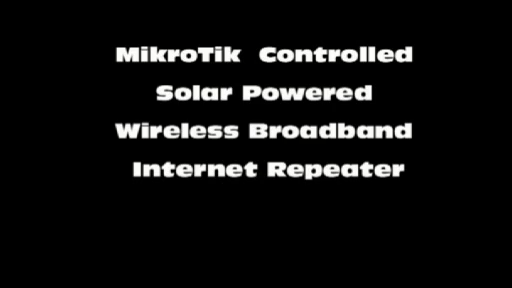 MikroTik Controlled
Solar Powered
Wireless Broadband
Internet Repeater